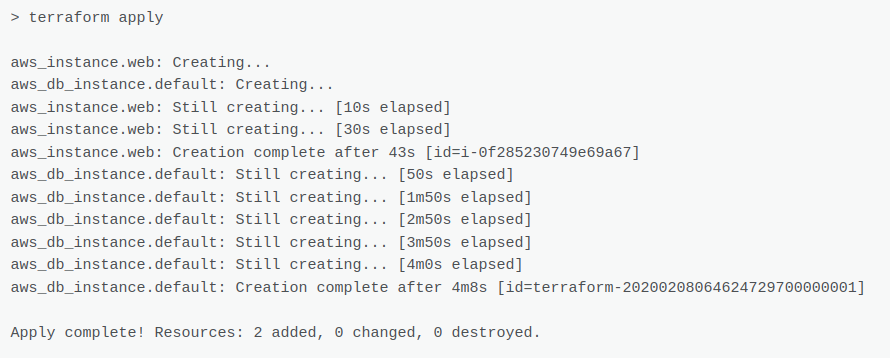 > terraform apply
aws_instance.web: Creating...
aws_db_instance.default: Creating...
aws_instance.web: Still creating... [10s elapsed]
aws_instance.web: Still creating... [30s elapsed]
aws_instance.web: Creation complete after 43s [id=i-0f285230749e69a67]
aws_db_instance.default: Still creating... [50s elapsed]
aws_db_instance.default: Still creating... [1m50s elapsed]
aws_db_instance.default: Still creating... [2m50s elapsed]
aws_db_instance.default: Still creating... [3m50s elapsed]
aws_db_instance.default: Still creating... [4m0s elapsed]
aws_db_instance.default: Creation complete after 4m8s [id=terraform-20200208064624729700000001]
Apply complete! Resources: 2 added, 0 changed, 0 destroyed.